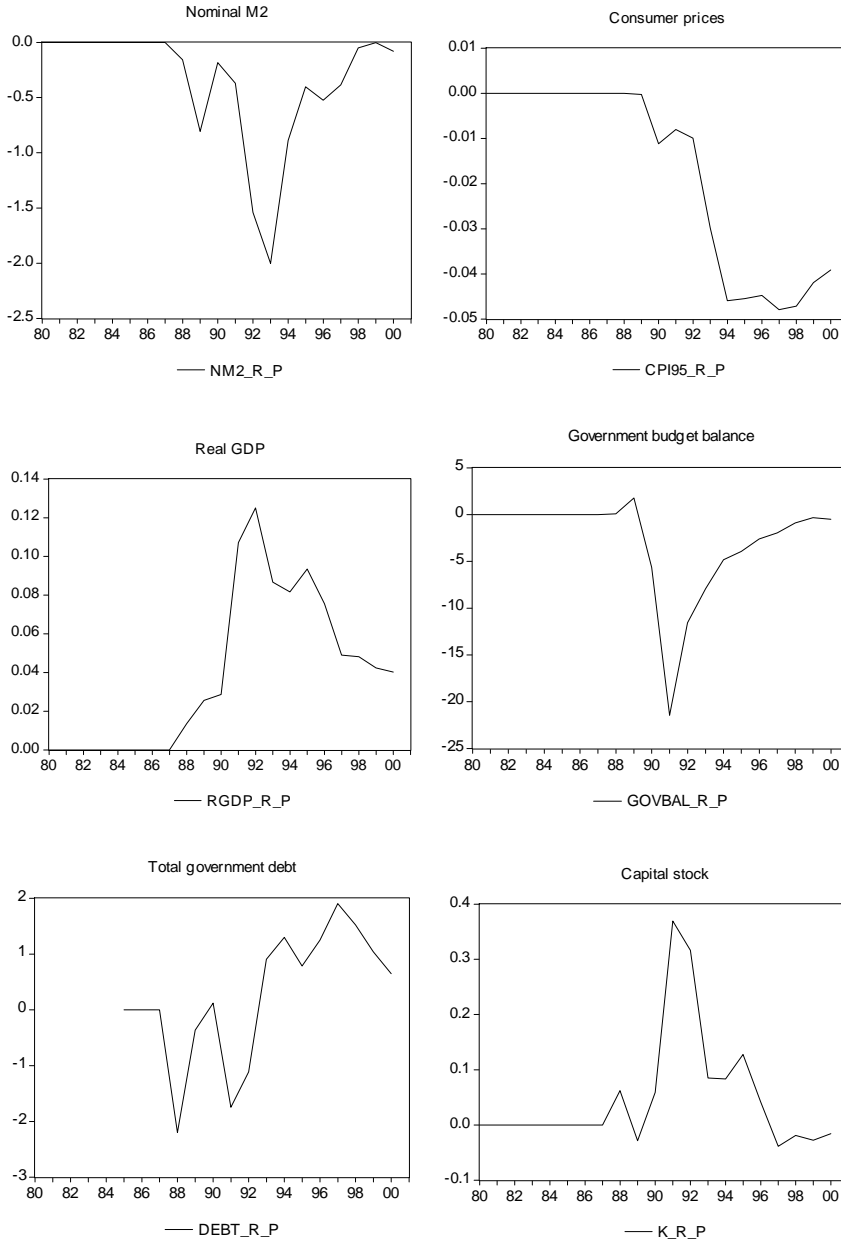 Nominal M2
0.0
-0.5
-1.0
-1.5
-2.0
-2.5
80 82 84 86 88 90 92 94 96 98 00
NM2_R_P
Consumer prices
0.01
0.00
-0.01
-0.02
-0.03
-0.04
-0.05
80 82 84 86 88 90 92 94 96 98 00
CPI95_R_P
Real GDP
0.14
0.12
0.10
0.08
0.06
0.04
0.02
0.00
80 82 84 86 88 90 92 94 96 98 00
RGDP_R_P
Government budget balance
5
0
-5
-10
-15
-20
-25
80 82 84 86 88 90 92 94 96 98 00
GOVBAL_R_P
Total government debt
2
1
0
-1
-2
-3
80 82 84 86 88 90 92 94 96 98 00
DEBT_R_P
Capital stock
0.4
0.3
0.2
0.1
0.0
-0.1
80 82 84 86 88 90 92 94 96 98 00
K_R_P